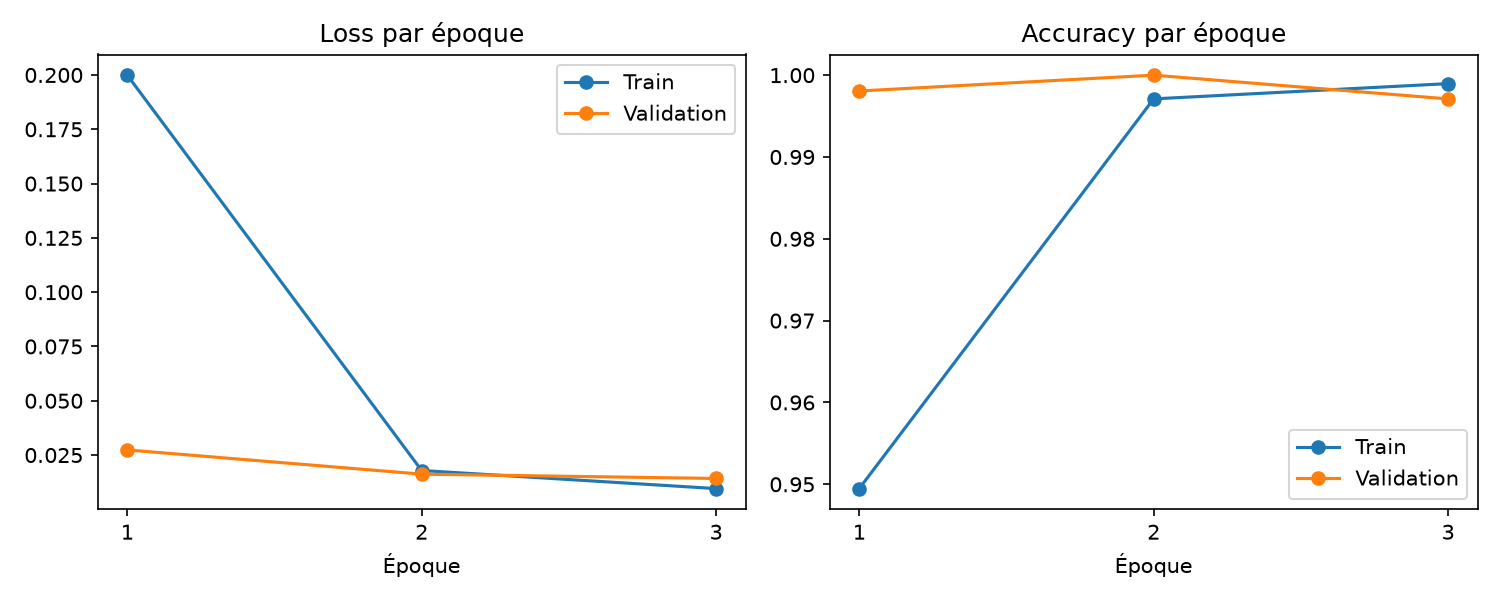 Loss par époque
0.200
0.175
0.150
0.125
0.100
0.075
0.050
0.025
Train
Validation
1 2 3
Époque
Accuracy par époque
1.00
0.99
0.98
0.97
0.96
0.95
Train
Validation
1 2 3
Époque